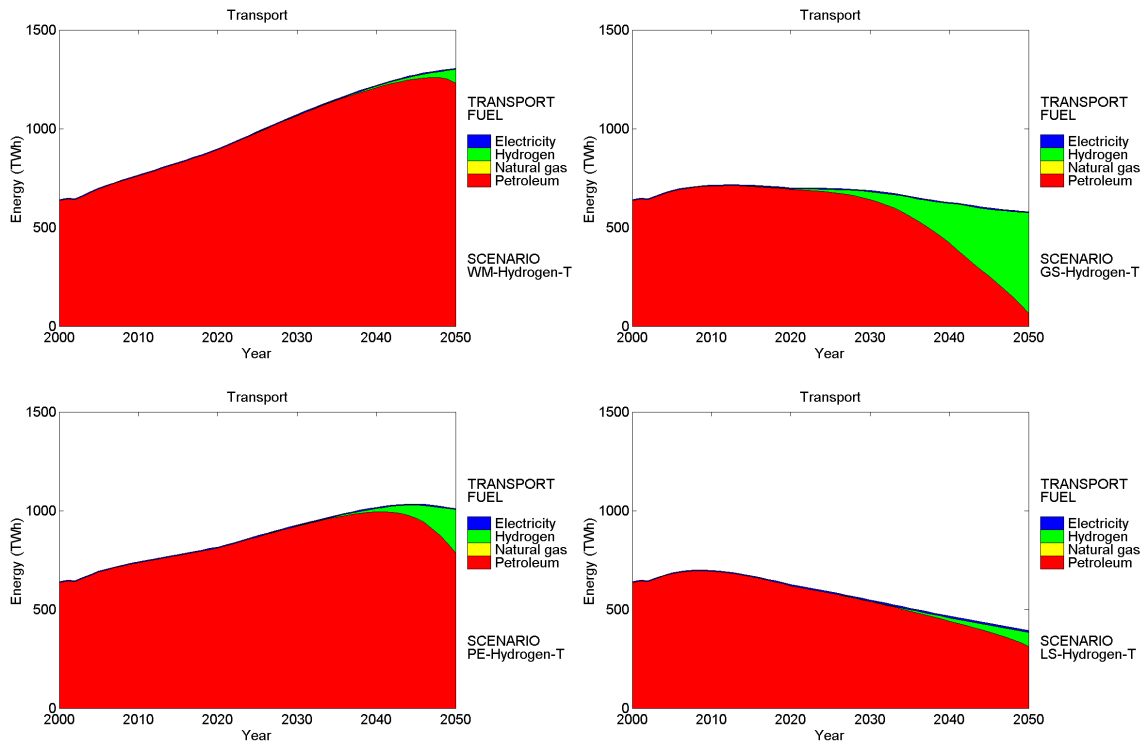 Transport
1500
1000
500
0
Energy (TWh)
2000 2010 2020 2030 2040 2050
Year
TRANSPORT
FUEL
Electricity
Hydrogen
Natural gas
Petroleum
SCENARIO
WM-Hydrogen-T
Transport
1500
1000
500
0
Energy (TWh)
2000 2010 2020 2030 2040 2050
Year
TRANSPORT
FUEL
Electricity
Hydrogen
Natural gas
Petroleum
SCENARIO
GS-Hydrogen-T
Transport
1500
1000
500
0
Energy (TWh)
2000 2010 2020 2030 2040 2050
Year
TRANSPORT
FUEL
Electricity
Hydrogen
Natural gas
Petroleum
SCENARIO
PE-Hydrogen-T
Transport
1500
1000
500
0
Energy (TWh)
2000 2010 2020 2030 2040 2050
Year
TRANSPORT
FUEL
Electricity
Hydrogen
Natural gas
Petroleum
SCENARIO
LS-Hydrogen-T